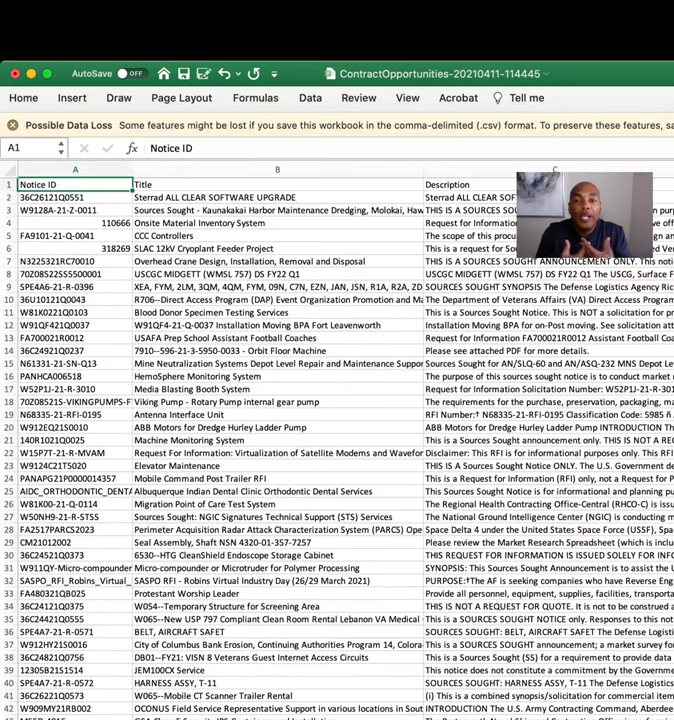 AutoSave OFF ContractOpportunities-20210411-114445
Home Insert Draw Page Layout Formulas Data Review View Acrobat Tell me
Possible Data Loss Some features might be lost if you save this workbook in the comma-delimited (.csv) format. To preserve these features, sa
A1 fx Notice ID
A B C
1 Notice ID Title Description
2 36C26121Q0551 Sterrad ALL CLEAR SOFTWARE UPGRADE Sterrad ALL CLEAR SOF
3 W9128A-21-Z-0011 Sources Sought - Kaunakakai Harbor Maintenance Dredging, Molokai, Haw THIS IS A SOURCES SOU
4 110666 Onsite Material Inventory System Request for Information
5 FA9101-21-Q-0041 CCC Controllers The scope of this procu
6 318269 SLAC 12kV Cryoplant Feeder Project This is a request for So
7 N3225321RC70010 Overhead Crane Design, Installation, Removal and Disposal THIS IS A SOURCES SOUGHT ANNOUNCEMENT ONLY. This noti
8 70Z08522S5500001 USCGC MIDGETT (WMSL 757) DS FY22 Q1 USCGC MIDGETT (WMSL 757) DS FY22 Q1 The USCG, Surface F
9 SPE4A6-21-R-0396 XEA, FYM, 2LM, 3QM, 4QM, FYM, 09N, C7N, EZN, JAN, JSN, R1A, R2A, ZD SOURCES SOUGHT SYNOPSIS The Defense Logistics Agency Ric
10 36U10121Q0043 R706--Direct Access Program (DAP) Event Organization Promotion and Ma The Department of Veterans Affairs (VA) Direct Access Progra
11 W81K0221Q0103 Blood Donor Specimen Testing Services This is a Sources Sought Notice. This is NOT a solicitation for p
12 W91QF421Q0037 W91QF4-21-Q-0037 Installation Moving BPA Fort Leavenworth Installation Moving BPA for on-Post moving. See solicitation att
13 FA700021R0012 USAFA Prep School Assistant Football Coaches Request for Information FA700021R0012 Assistant Football Coa
14 36C24921Q0237 7910--596-21-3-5950-0033 - Orbit Floor Machine Please see attached PDF for more details.
15 N61331-21-SN-Q13 Mine Neutralization Systems Depot Level Repair and Maintenance Suppor Sources Sought for AN/SLQ-60 and AN/ASQ-232 MNS Depot Lev
16 PANHCA006618 HemoSphere Monitoring System The purpose of this sources sought notice is to conduct market
17 W52P1J-21-R-3010 Media Blasting Booth System Request for Information Solicitation Number: W52P1J-21-R-301
18 70Z08521S-VIKINGPUMPS-F Viking Pump - Rotary pump internal gear pump The requirements for the purchase, preservation, packaging, ma
19 N68335-21-RFI-0195 Antenna Interface Unit RFI Number:† N68335-21-RFI-0195 Classification Code: 5985 ñ
20 W912EQ21S0010 ABB Motors for Dredge Hurley Ladder Pump ABB Motors for Dredge Hurley Ladder Pump INTRODUCTION Th
21 140R1021Q0025 Machine Monitoring System This is a Sources Sought announcement only. THIS IS NOT A REC
22 W15P7T-21-R-MVAM Request For Information: Virtualization of Satellite Modems and Wavefor Disclaimer: This RFI is for informational purposes only. This RFI
23 W9124C21T5020 Elevator Maintenance THIS IS A SOURCES SOUGHT NOTICE ONLY. The U.S. Government de
24 PANAPG21P0000014357 Mobile Command Post Trailer RFI This is a Request for Information (RFI) only, not a Request for P
25 AIDC_ORTHODONTIC_DENTA Albuquerque Indian Dental Clinic Orthodontic Dental Services This Sources Sought Notice is for informational and planning pu
26 W81K00-21-Q-0114 Migration Point of Care Test System The Regional Health Contracting Office-Central (RHCO-C) is issu
27 W50NH9-21-R-STSS Sources Sought: NGIC Signatures Technical Support (STS) Services The National Ground Intelligence Center (NGIC) is conducting m
28 FA2517PARCS2023 Perimeter Acquisition Radar Attack Characterization System (PARCS) Ope Space Delta 4 under the United States Space Force (USSF), Space
29 CM21012002 Seal Assembly, Shaft NSN 4320-01-357-7257 Please review the Market Research Spreadsheet (which is inclu
30 36C24521Q0373 6530--HTG CleanShield Endoscope Storage Cabinet THIS REQUEST FOR INFORMATION IS ISSUED SOLELY FOR INFO
31 W911QY-Micro-compounder Micro-compounder or Microtruder for Polymer Processing SYNOPSIS: This Sources Sought Announcement is to assist the U
32 SASPO_RFI_Robins_Virtual_ SASPO RFI - Robins Virtual Industry Day (26/29 March 2021) PURPOSE:†The AF is seeking companies who have Reverse Eng
33 FA480321QB025 Protestant Worship Leader Provide all personnel, equipment, supplies, facilities, transporta
34 36C24121Q0375 W054--Temporary Structure for Screening Area THIS IS NOT A REQUEST FOR QUOTE. It is not to be construed a
35 36C24621Q0655 W065--New USP 797 Compliant Clean Room Rental Lebanon VA Medical This is a SOURCES SOUGHT NOTICE only. Responses to this not
36 SPE4A7-21-R-0571 BELT, AIRCRAFT SAFET SOURCES SOUGHT: BELT, AIRCRAFT SAFET The Defense Logistic
37 W912HY21S0016 City of Columbus Bank Erosion, Continuing Authorities Program 14, Colora This is a SOURCES SOUGHT announcement; a market survey for
38 36C24821Q0756 DB01--FY21: VISN 8 Veterans Guest Internet Access Circuits This is a Sources Sought (SS) for a requirement to provide data
39 12305B21S1514 JEM100CX Service This notice does not constitute a commitment by the Governme
40 SPE4A7-21-R-0572 HARNESS ASSY, T-11 SOURCES SOUGHT: HARNESS ASSY, T-11 The Defense Logistics
41 36C26221Q0573 W065--Mobile CT Scanner Trailer Rental (i) This is a combined synopsis/solicitation for commercial item
42 W909MY21RB002 OCONUS Field Service Representative Support in various locations in Sout INTRODUCTION The U.S. Army Contracting Command, Aberdee